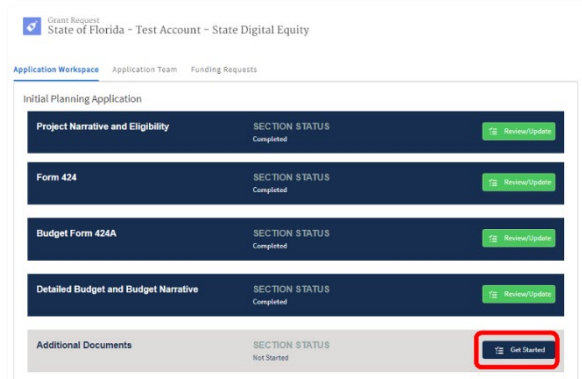 Grant Request
State of Florida - Test Account - State Digital Equity
Application Workspace Application Team Funding Requests
Initial Planning Application
Project Narrative and Eligibility SECTION STATUS Review/Update
Completed
Form 424 SECTION STATUS Review/Update
Completed
Budget Form 424A SECTION STATUS Review/Update
Completed
Detailed Budget and Budget Narrative SECTION STATUS Review/Update
Completed
Additional Documents SECTION STATUS Get Started
Not Started